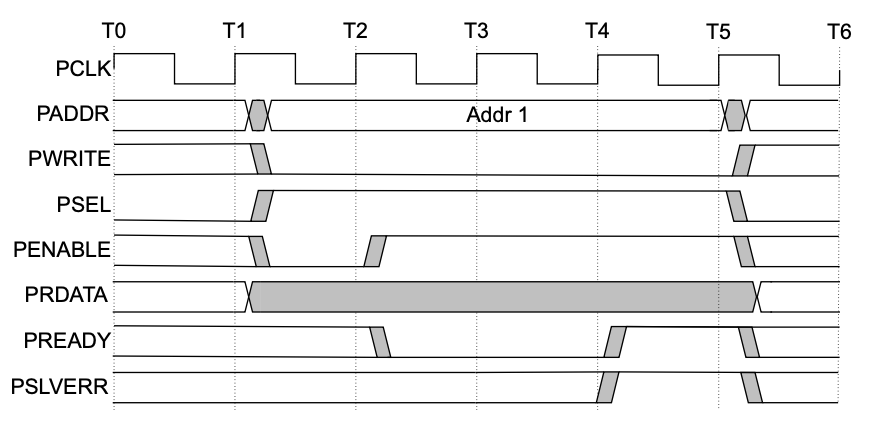 T0 T1 T2 T3 T4 T5 T6
PCLK
PADDR Addr 1
PWRITE
PSEL
PENABLE
PRDATA
PREADY
PSLVERR